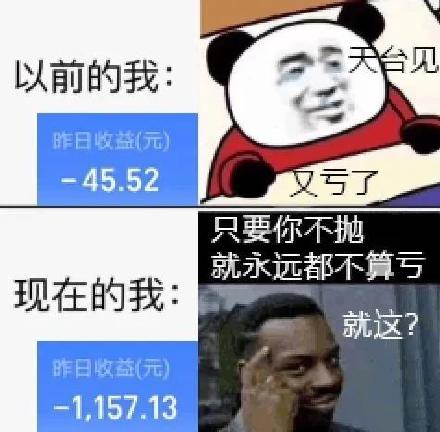 以前的我：
昨日收益(元)
-45.52
天台见
又亏了
现在的我：
昨日收益(元)
-1,157.13
只要你不抛
就永远都不算亏
就这？